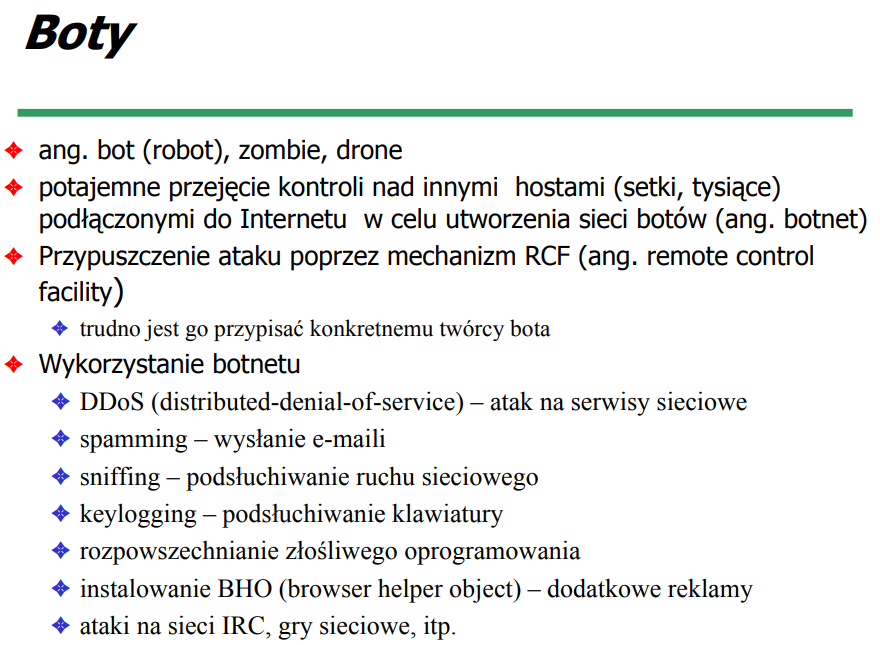 Boty
ang. bot (robot), zombie, drone
potajemne przejęcie kontroli nad innymi hostami (setki, tysiące)
podłączonymi do Internetu w celu utworzenia sieci botów (ang. botnet)
Przypuszczenie ataku poprzez mechanizm RCF (ang. remote control
facility)
trudno jest go przypisać konkretnemu twórcy bota
Wykorzystanie botnetu
DDoS (distributed-denial-of-service) – atak na serwisy sieciowe
spamming – wysłanie e-maili
sniffing – podsłuchiwanie ruchu sieciowego
keylogging – podsłuchiwanie klawiatury
rozpowszechnianie złośliwego oprogramowania
instalowanie BHO (browser helper object) – dodatkowe reklamy
ataki na sieci IRC, gry sieciowe, itp.